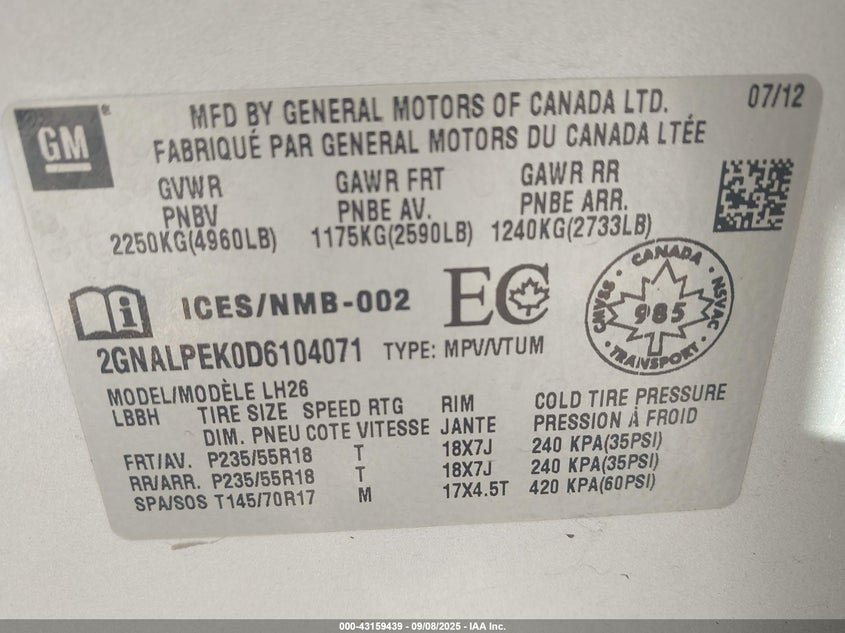 GM ®
MFD BY GENERAL MOTORS OF CANADA LTD. 07/12
FABRIQUÉ PAR GENERAL MOTORS DU CANADA LTÉE
GVWR GAWR FRT GAWR RR
PNBV PNBE AV. PNBE ARR.
2250KG(4960LB) 1175KG(2590LB) 1240KG(2733LB)
ICES/NMB-002 EC
CANADA
CMVSS 985 NSVAC
TRANSPORT
2GNALPEK0D6104071 TYPE: MPV/VTUM
MODEL/MODÈLE LH26
LBBH TIRE SIZE SPEED RTG RIM COLD TIRE PRESSURE
DIM. PNEU COTE VITESSE JANTE PRESSION À FROID
FRT/AV. P235/55R18 T 18X7J 240 KPA(35PSI)
RR/ARR. P235/55R18 T 18X7J 240 KPA(35PSI)
SPA/SOS T145/70R17 M 17X4.5T 420 KPA(60PSI)
000-43159439 - 09/08/2025 - IAA Inc.